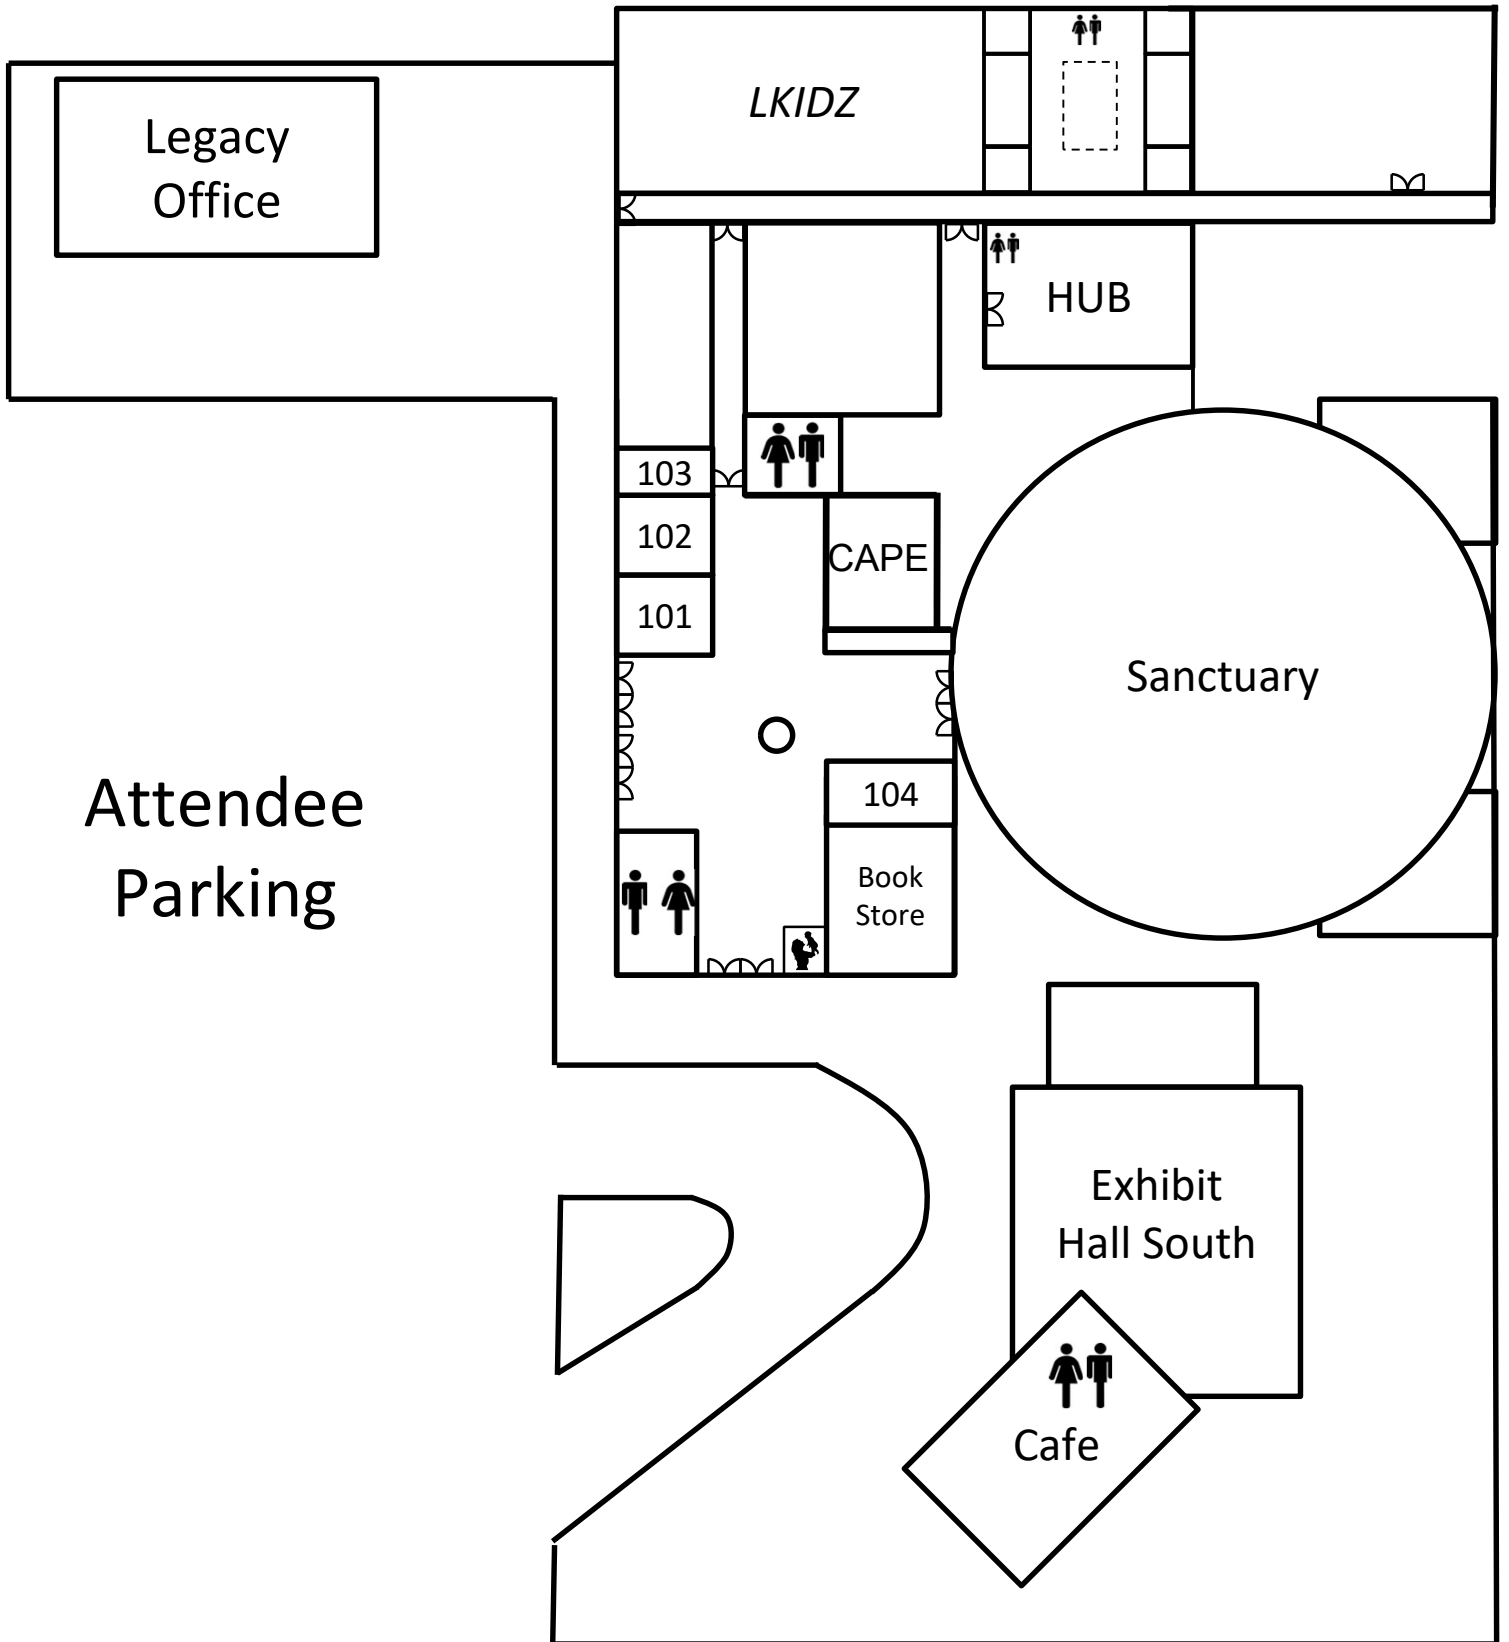 LKIDZ
Legacy
Office
HUB
103
102
CAPE
101
Sanctuary
104
Attendee
Parking
Book
Store
Exhibit
Hall South
Cafe